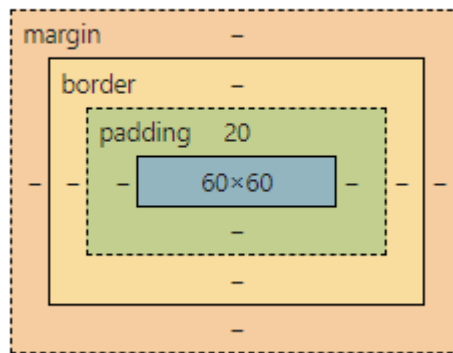 margin –
border –
padding 20
– – – 60×60 – – –
–
–
–